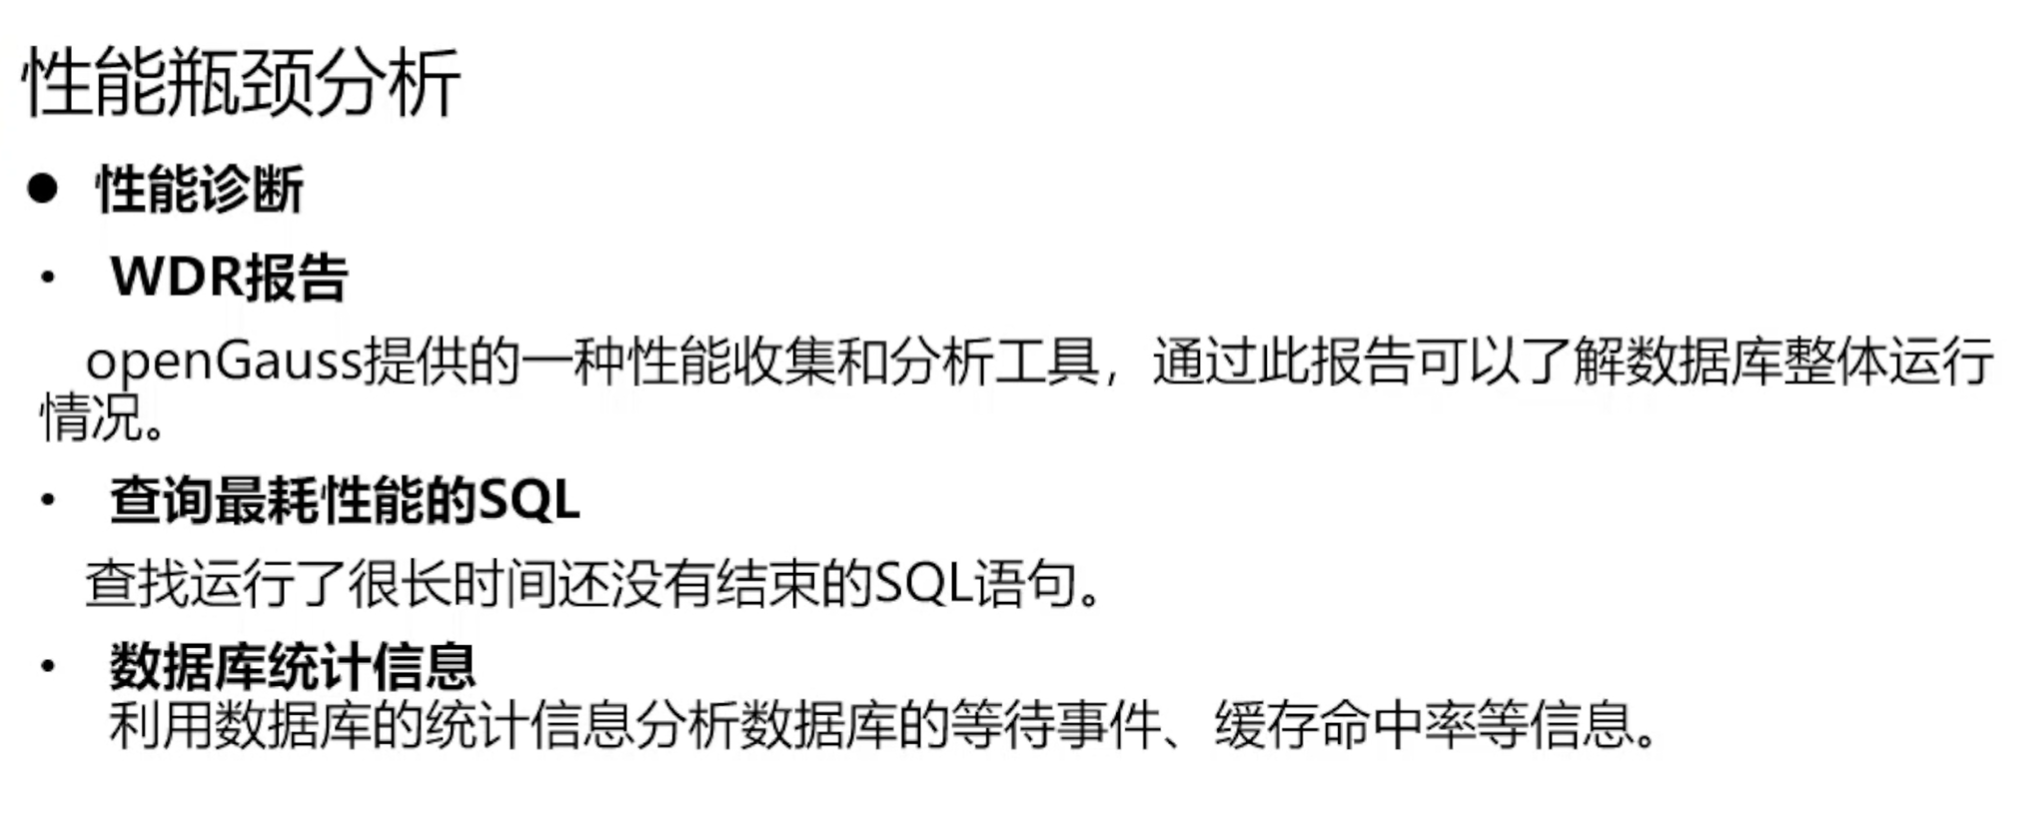 性能瓶颈分析
● 性能诊断
• WDR报告
openGauss提供的一种性能收集和分析工具，通过此报告可以了解数据库整体运行
情况。
• 查询最耗性能的SQL
查找运行了很长时间还没有结束的SQL语句。
• 数据库统计信息
利用数据库的统计信息分析数据库的等待事件、缓存命中率等信息。